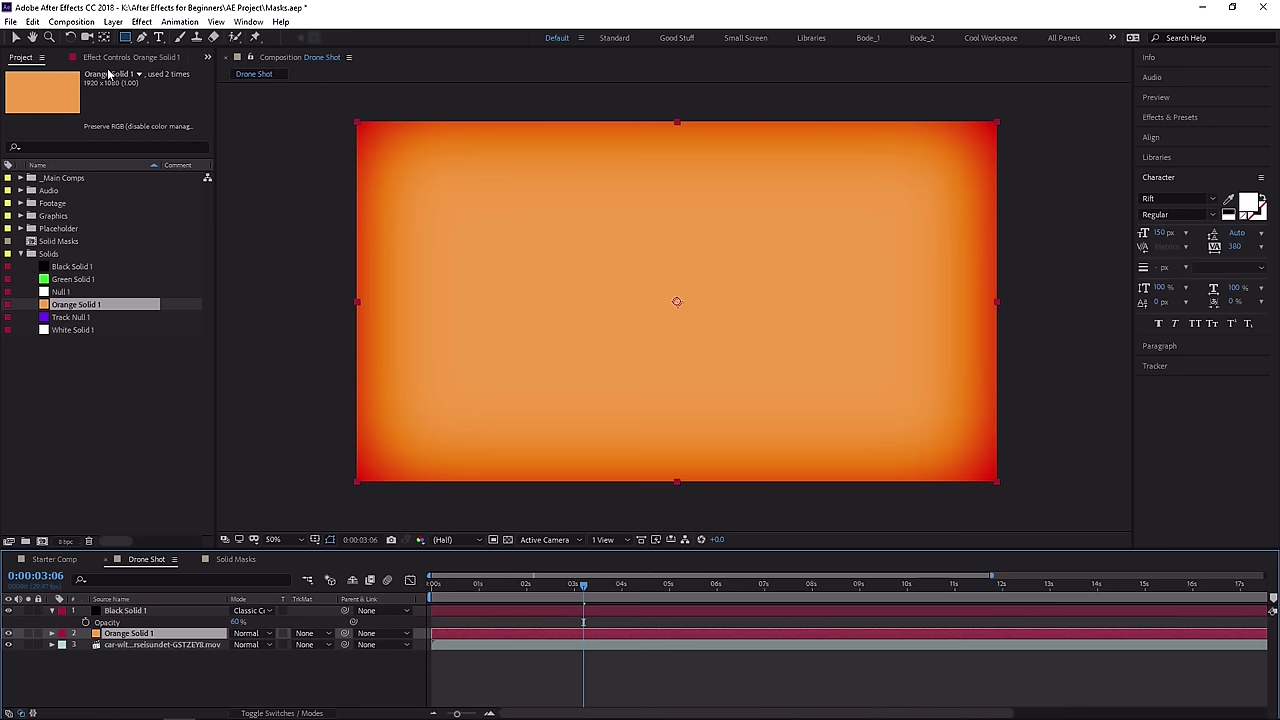 Adobe After Effects CC 2018 - K:\After Effects for Beginners\AE Project\Masks.aep *
File Edit Composition Layer Effect Animation View Window Help
Default Standard Good Stuff Small Screen Libraries Bode_1 Bode_2 Cool Workspace All Panels Search Help
Project Effect Controls Orange Solid 1
Composition Drone Shot
Drone Shot
Orange Solid 1 , used 2 times
1920 x 1080 (1.00)
Preserve RGB (disable color manag...
Name Comment
_Main Comps
Audio
Footage
Graphics
Placeholder
Solid Masks
Solids
Black Solid 1
Green Solid 1
Null 1
Orange Solid 1
Track Null 1
White Solid 1
8 bpc
50% 0:00:03:06 (Half) Active Camera 1 View +0.0
Info
Audio
Preview
Effects & Presets
Align
Libraries
Character
Rift
Regular
150 px Auto
Metrics 380
- px
100 % 100 %
0 px 0 %
T T TT Tт T' T,
Paragraph
Tracker
Starter Comp Drone Shot Solid Masks
0:00:03:06
# Source Name Mode T TrkMat Parent & Link
1 Black Solid 1 Classic Cc None
Opacity 60 %
2 Orange Solid 1 Normal None None
3 car-wit...rseisundet-GSTZEY8.mov Normal None None
:00s 01s 02s 03s 04s 05s 06s 07s 08s 09s 10s 11s 12s 13s 14s 15s 16s 17s
Toggle Switches / Modes